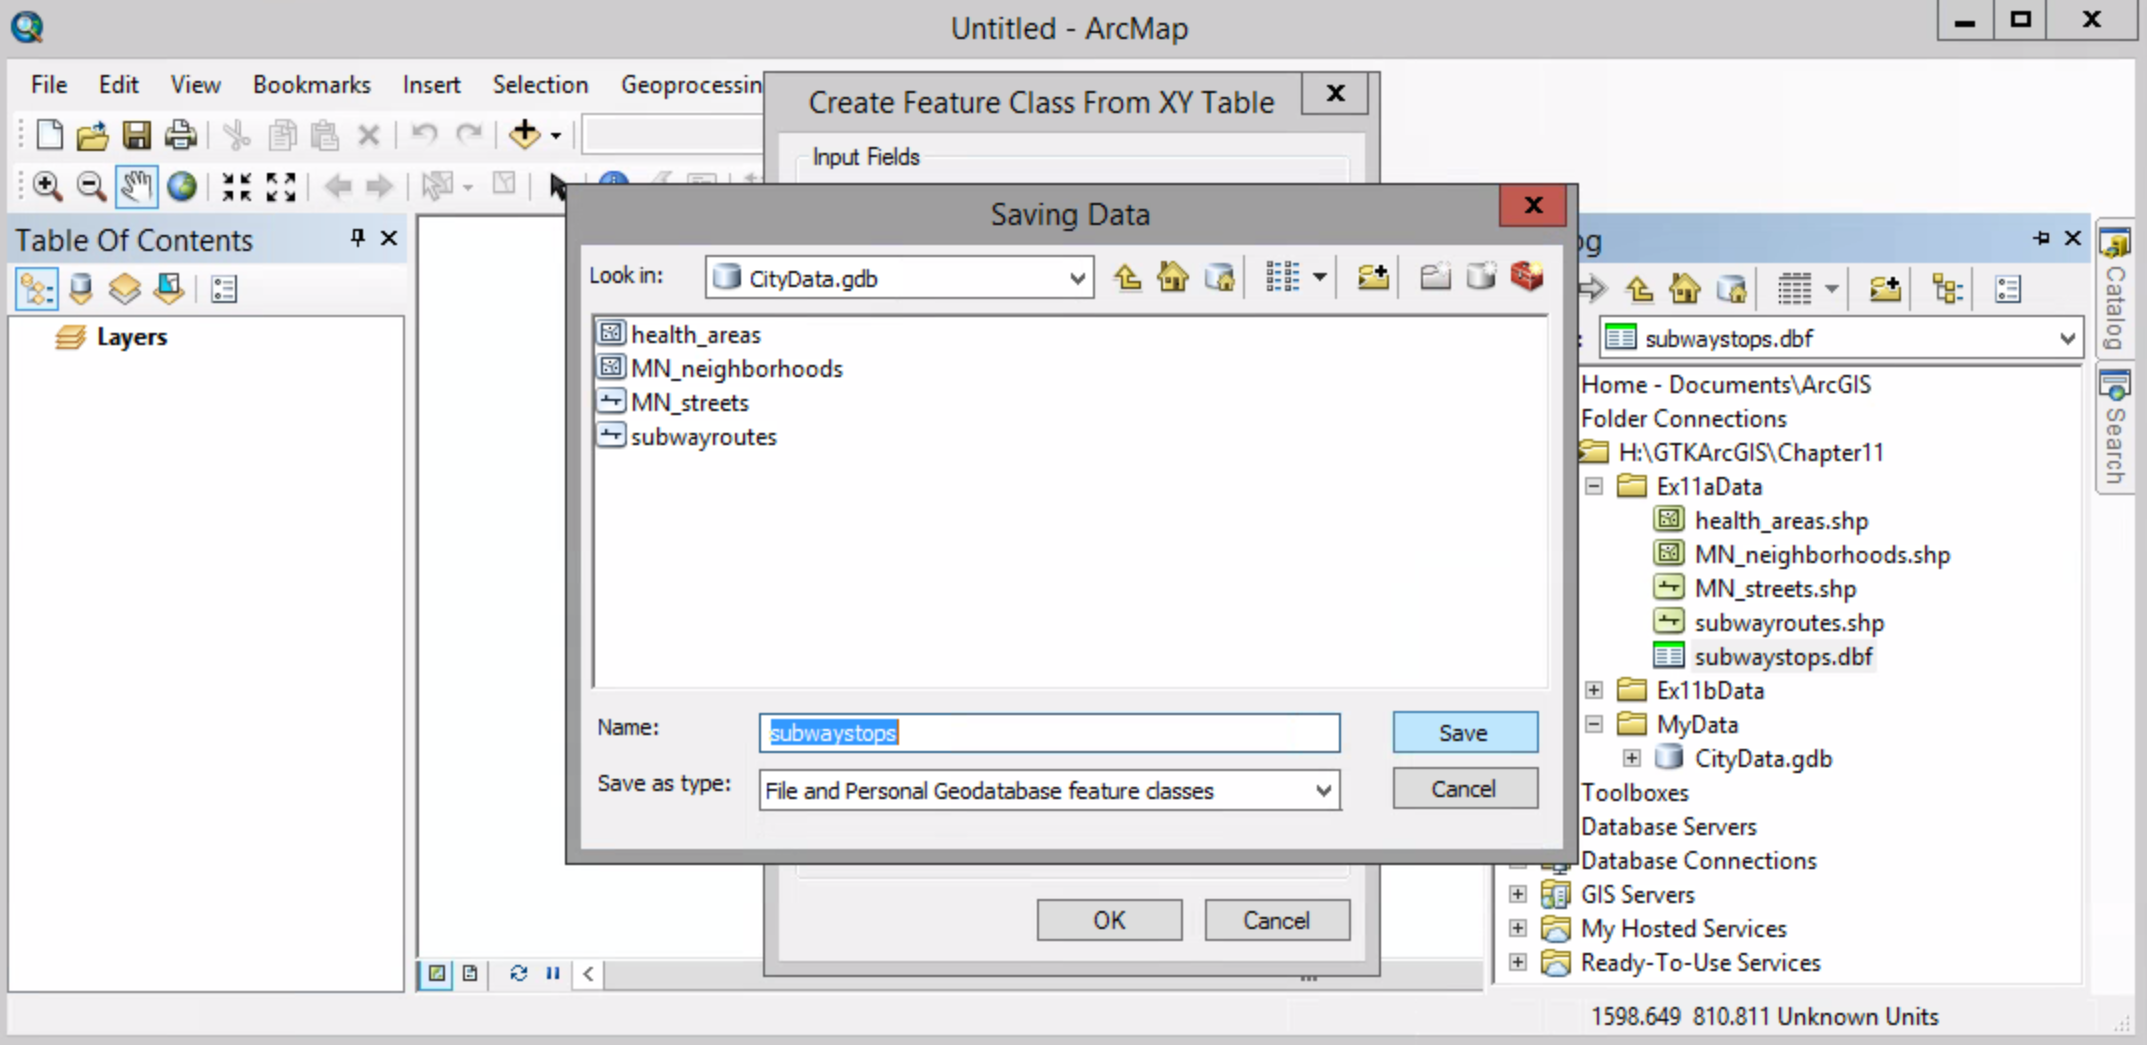 Untitled - ArcMap
File Edit View Bookmarks Insert Selection Geoprocessin
Create Feature Class From XY Table
Input Fields
Table Of Contents
Layers
Saving Data
Look in: CityData.gdb
health_areas
MN_neighborhoods
MN_streets
subwayroutes
Name: subwaystops
Save
Save as type: File and Personal Geodatabase feature classes
Cancel
OK Cancel
og
: subwaystops.dbf
Home - Documents\ArcGIS
Folder Connections
H:\GTKArcGIS\Chapter11
Ex11aData
health_areas.shp
MN_neighborhoods.shp
MN_streets.shp
subwayroutes.shp
subwaystops.dbf
Ex11bData
MyData
CityData.gdb
Toolboxes
Database Servers
Database Connections
GIS Servers
My Hosted Services
Ready-To-Use Services
Catalog
Search
1598.649 810.811 Unknown Units